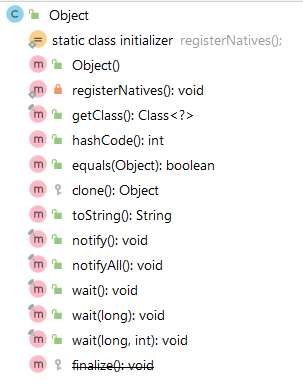 C Object
static class initializer registerNatives();
m Object()
m registerNatives(): void
m getClass(): Class<?>
m hashCode(): int
m equals(Object): boolean
m clone(): Object
m toString(): String
m notify(): void
m notifyAll(): void
m wait(): void
m wait(long): void
m wait(long, int): void
m finalize(): void